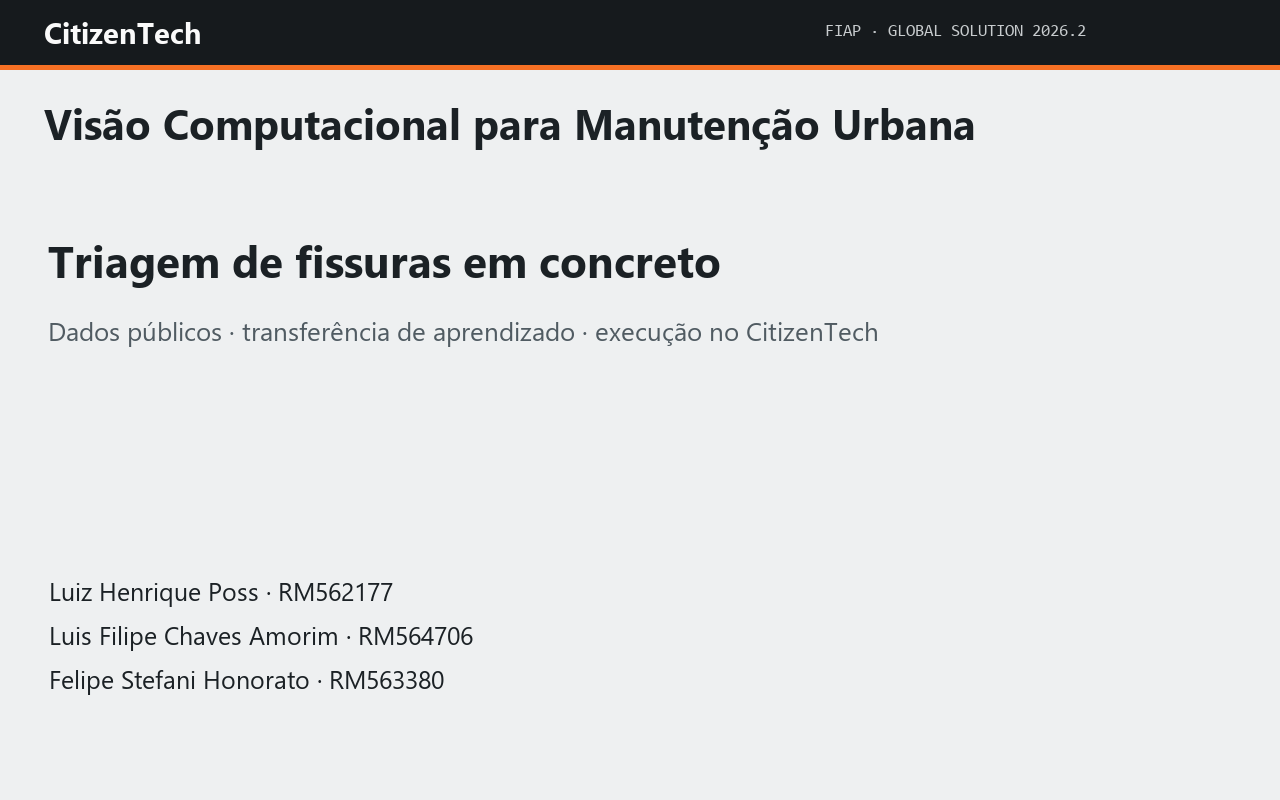 CitizenTech
FIAP · GLOBAL SOLUTION 2026.2
Visão Computacional para Manutenção Urbana
Triagem de fissuras em concreto
Dados públicos · transferência de aprendizado · execução no CitizenTech
Luiz Henrique Poss · RM562177
Luis Filipe Chaves Amorim · RM564706
Felipe Stefani Honorato · RM563380